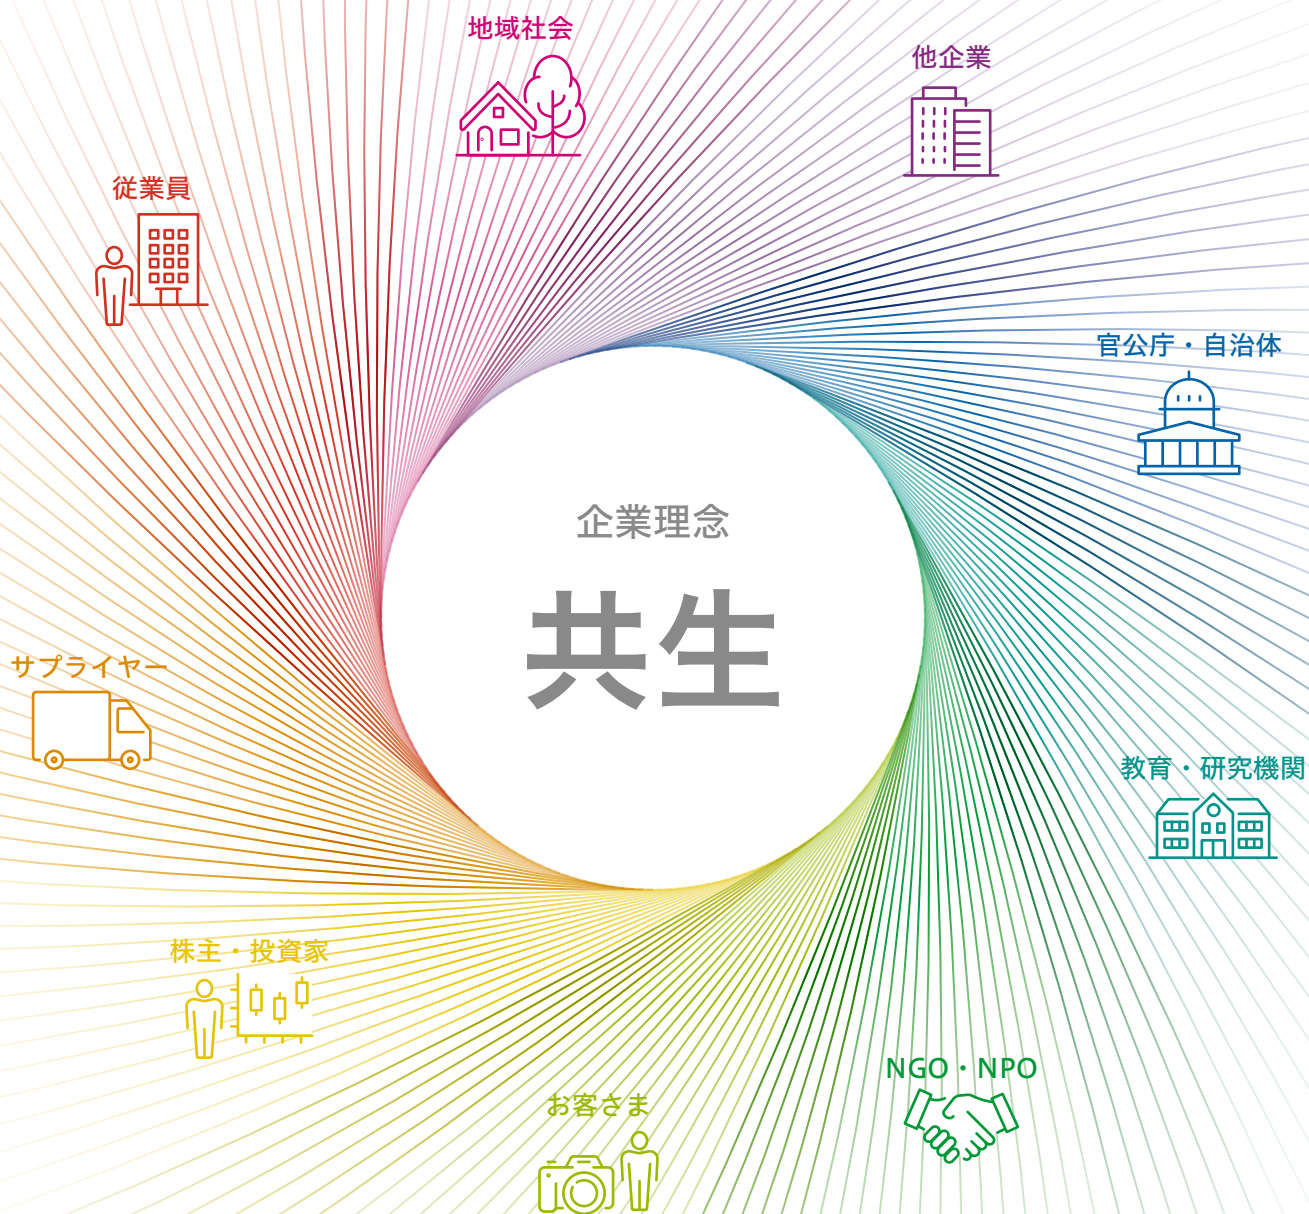 地域社会
他企業
従業員
官公庁・自治体
企業理念
共生
サプライヤー
教育・研究機関
株主・投資家
NGO・NPO
お客さま